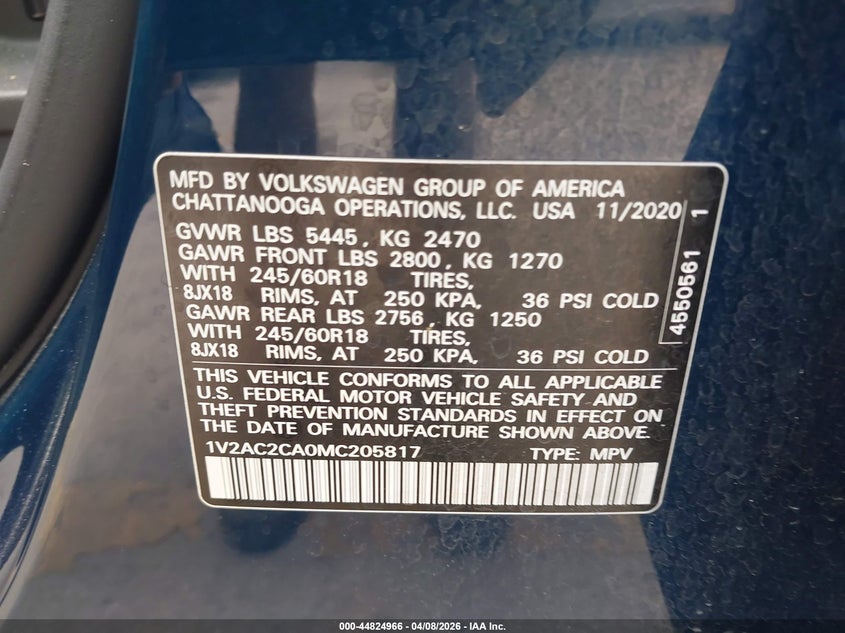 MFD BY VOLKSWAGEN GROUP OF AMERICA
CHATTANOOGA OPERATIONS, LLC. USA 11/2020
GVWR LBS 5445, KG 2470
GAWR FRONT LBS 2800, KG 1270
WITH 245/60R18 TIRES,
8JX18 RIMS, AT 250 KPA, 36 PSI COLD
GAWR REAR LBS 2756, KG 1250
WITH 245/60R18 TIRES,
8JX18 RIMS, AT 250 KPA, 36 PSI COLD
THIS VEHICLE CONFORMS TO ALL APPLICABLE
U.S. FEDERAL MOTOR VEHICLE SAFETY AND
THEFT PREVENTION STANDARDS IN EFFECT ON
THE DATE OF MANUFACTURE SHOWN ABOVE.
1V2AC2CA0MC205817 TYPE: MPV
4550561 1
000-44824966 - 04/08/2026 - IAA Inc.